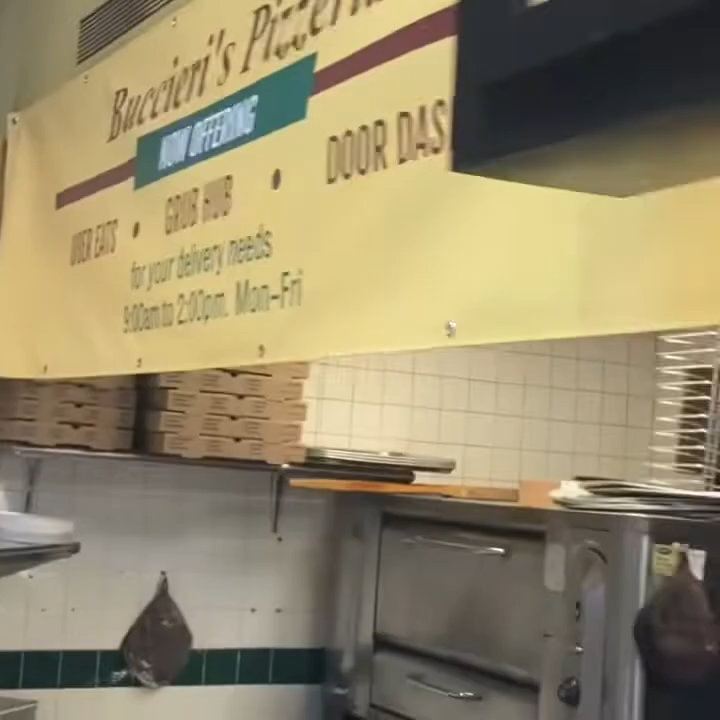 Buccieri's Pizzeria
NOW OFFERING
UBER EATS • GRUB HUB • DOOR DAS
for your delivery needs
9:00am to 2:00pm. Mon-Fri